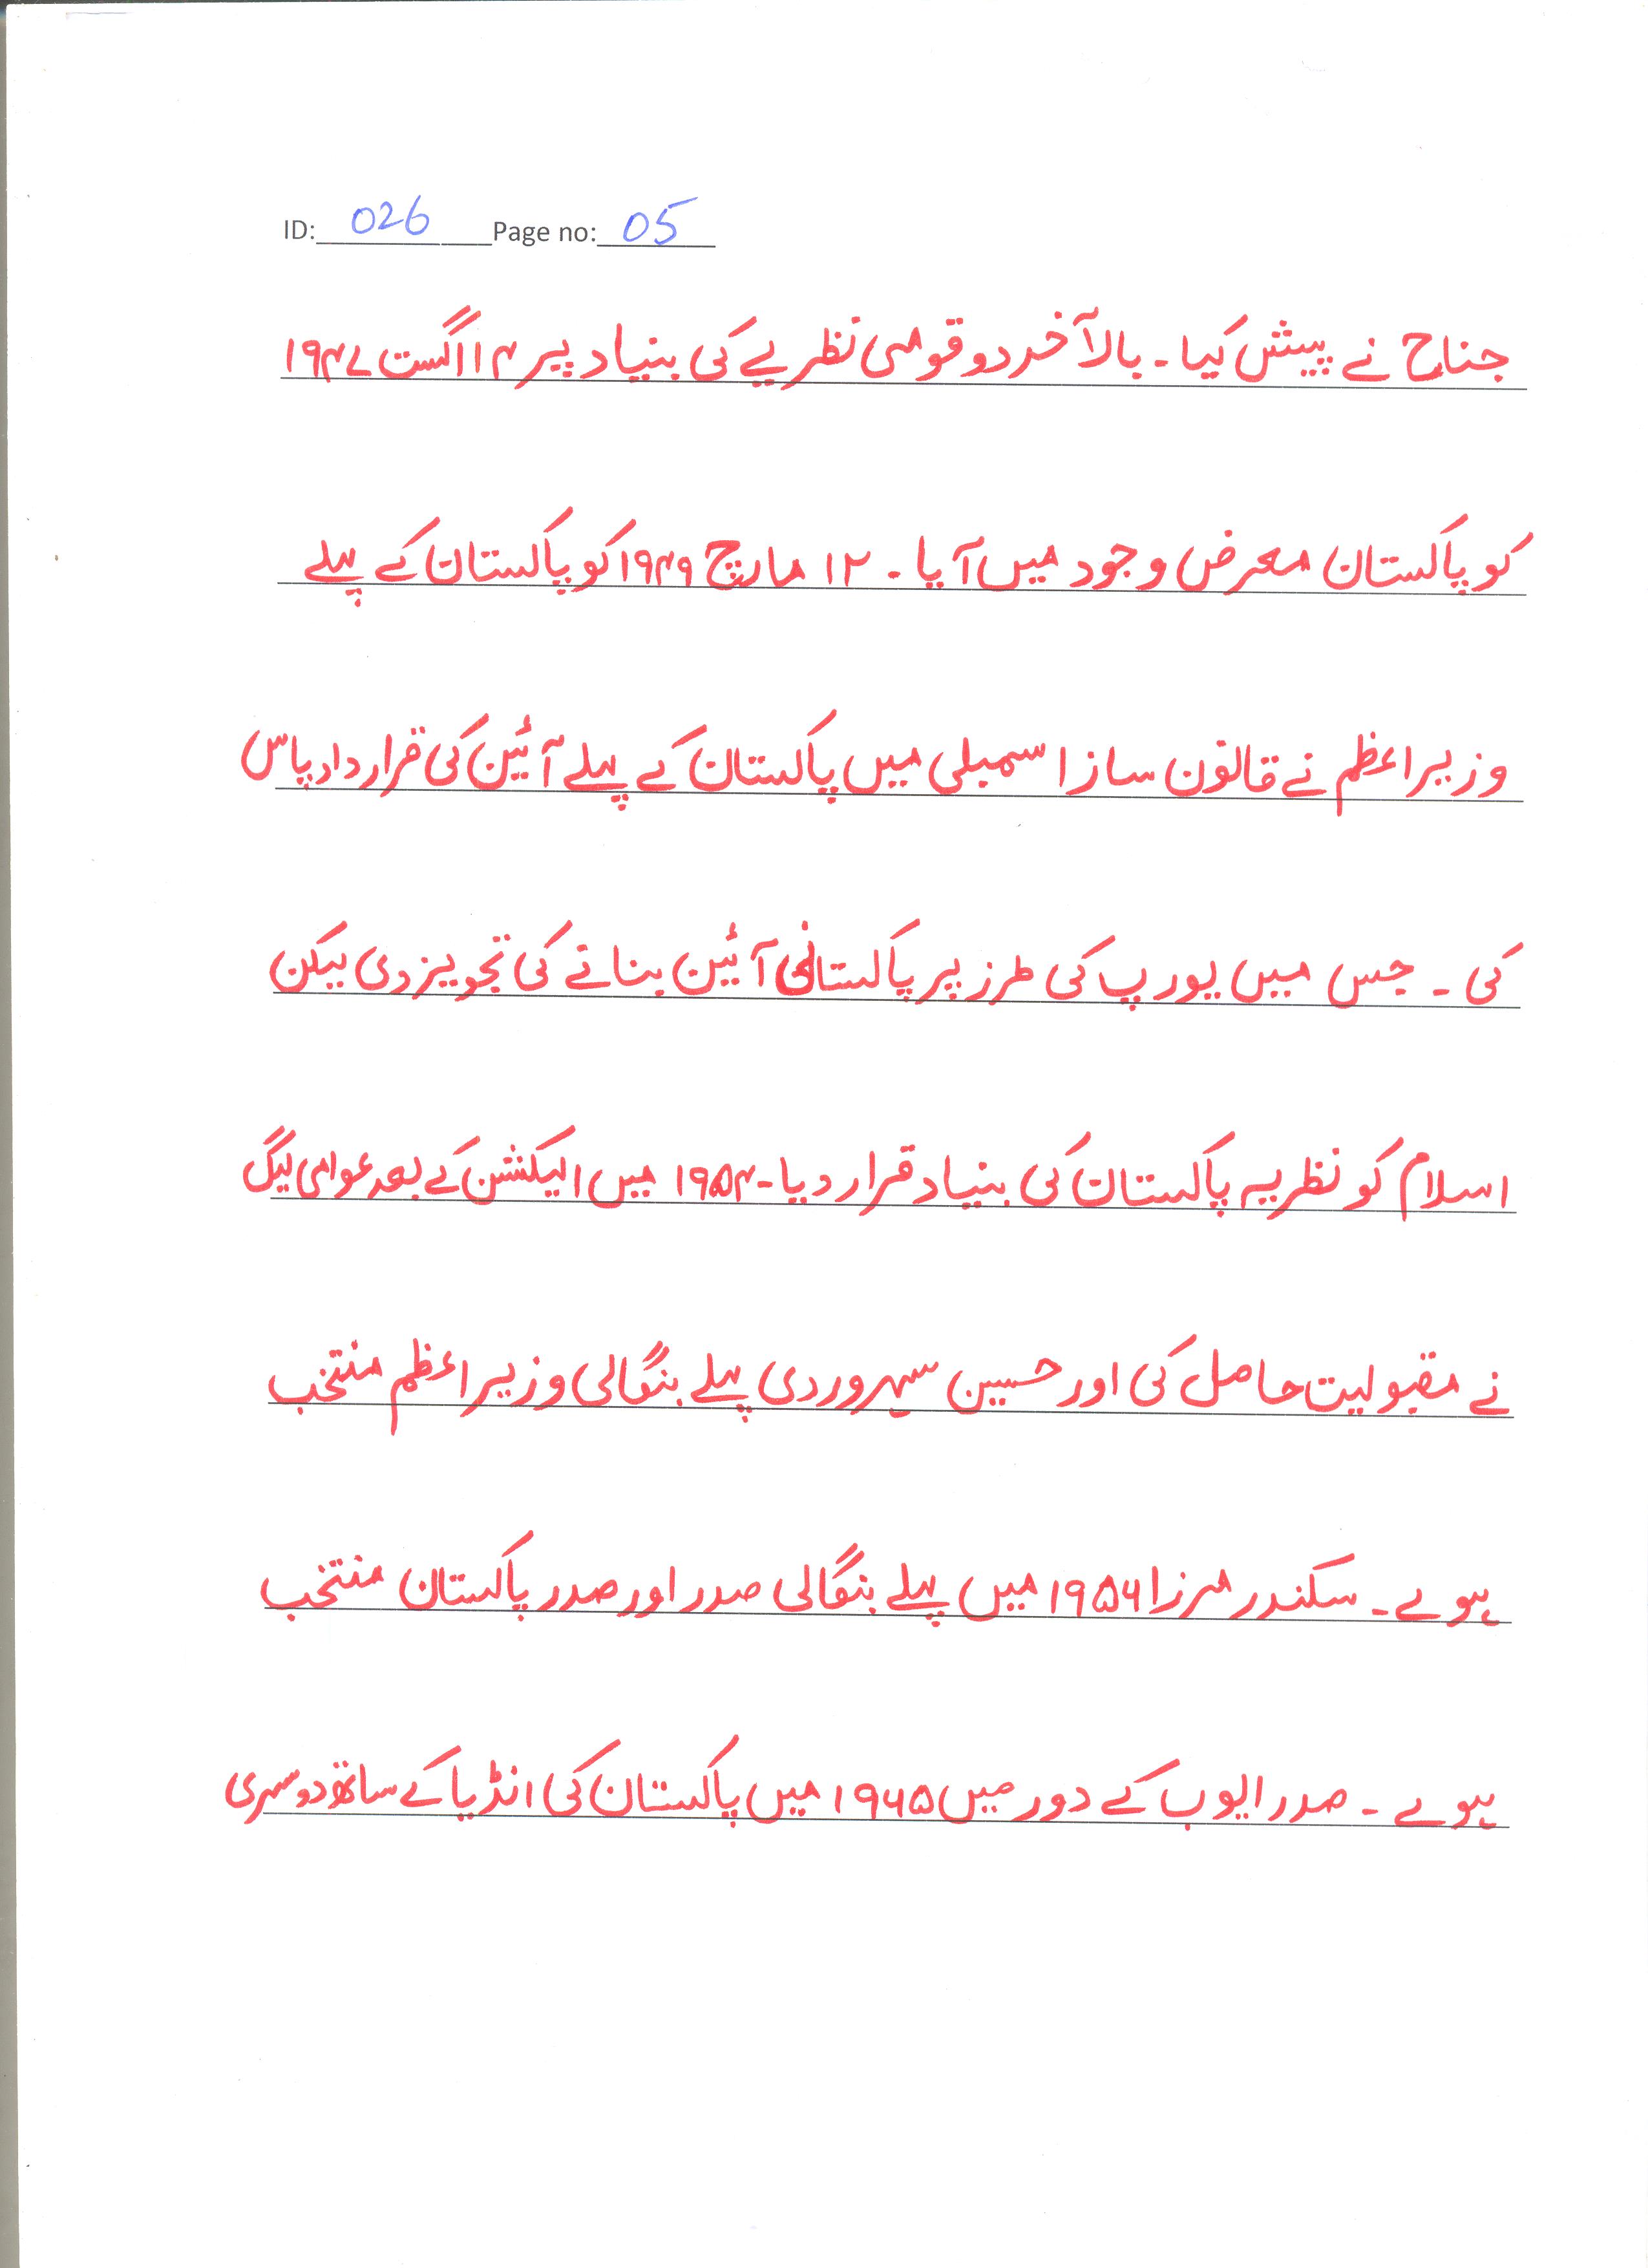 ID: 026 Page no: 05
جناح نے پیش کیا ۔ بالآخر دو قومی نظریے کی بنیاد پر ۱۴ اگست ۱۹۴۷
کو پاکستان معرض وجود میں آیا ۔ ۱۲ مارچ ۱۹۴۹ کو پاکستان کے پہلے
وزیراعظم نے قانون ساز اسمبلی میں پاکستان کے پہلے آئین کی قرارداد پاس
کی ۔ جس میں یورپ کی طرز پر پاکستانی آئین بنانے کی تجویز دی لیکن
اسلام کو نظریہ پاکستان کی بنیاد قرار دیا ۔ ۱۹۵۴ میں الیکشن کے بعد عوامی لیگ
نے مقبولیت حاصل کی اور حسین سہروردی پہلے بنگالی وزیراعظم منتخب
ہوے ۔ سکندر مرزا ۱۹۵۶ میں پہلے بنگالی صدر اور صدر پاکستان منتخب
ہوے ۔ صدر ایوب کے دور میں ۱۹۶۵ میں پاکستان کی انڈیا کے ساتھ دوسری